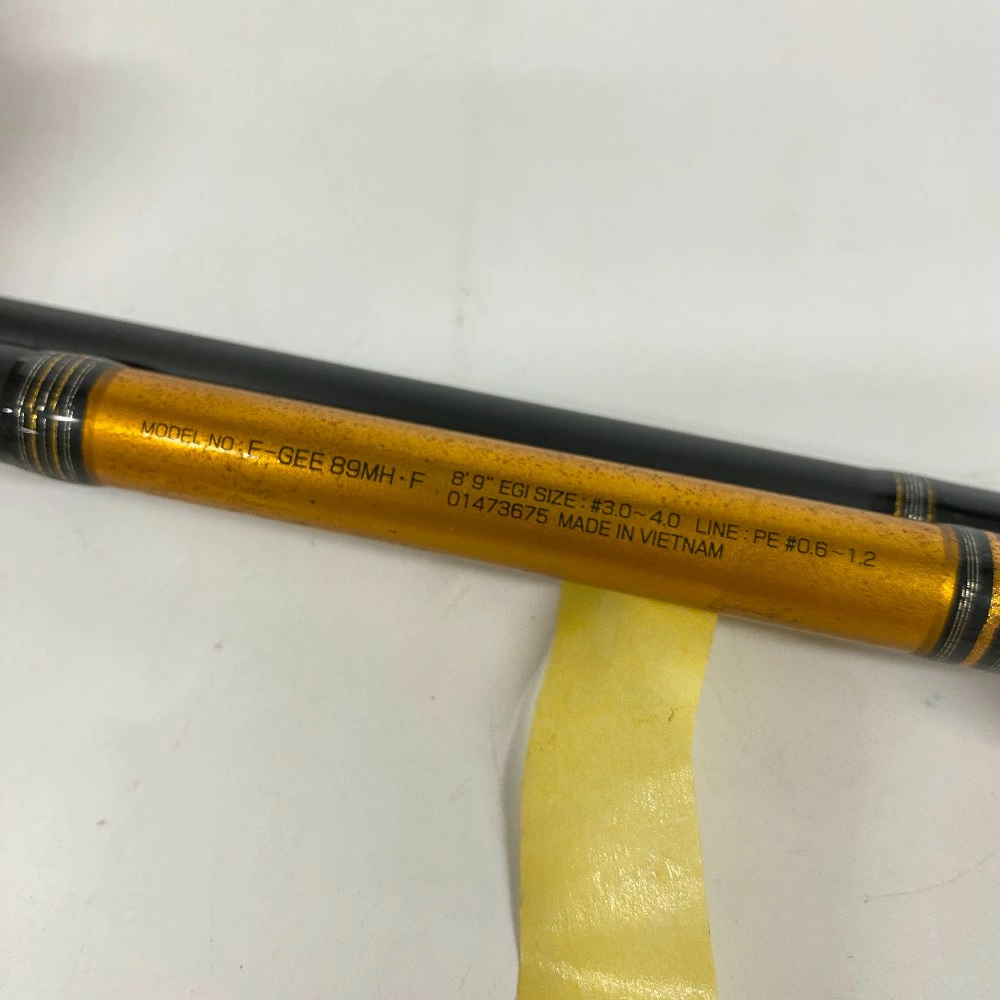 MODEL NO : F-GEE 89MH・F 8'9" EGI SIZE : #3.0~4.0 LINE : PE #0.6~1.2
01473675 MADE IN VIETNAM